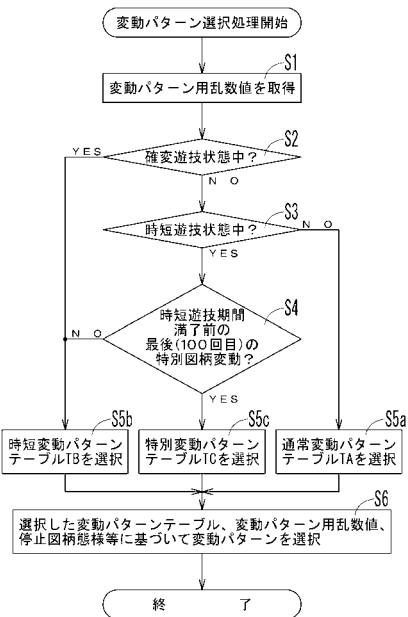 変動パターン選択処理開始
S1
変動パターン用乱数値を取得
S2
YES
確変遊技状態中?
NO
S3
時短遊技状態中?
NO
YES
S4
時短遊技期間
満了前の
最後(100回目)の
特別図柄変動?
NO
YES
S5b
S5c
S5a
時短変動パターン
テーブルTBを選択
特別変動パターン
テーブルTCを選択
通常変動パターン
テーブルTAを選択
S6
選択した変動パターンテーブル、変動パターン用乱数値、
停止図柄態様等に基づいて変動パターンを選択
終 了